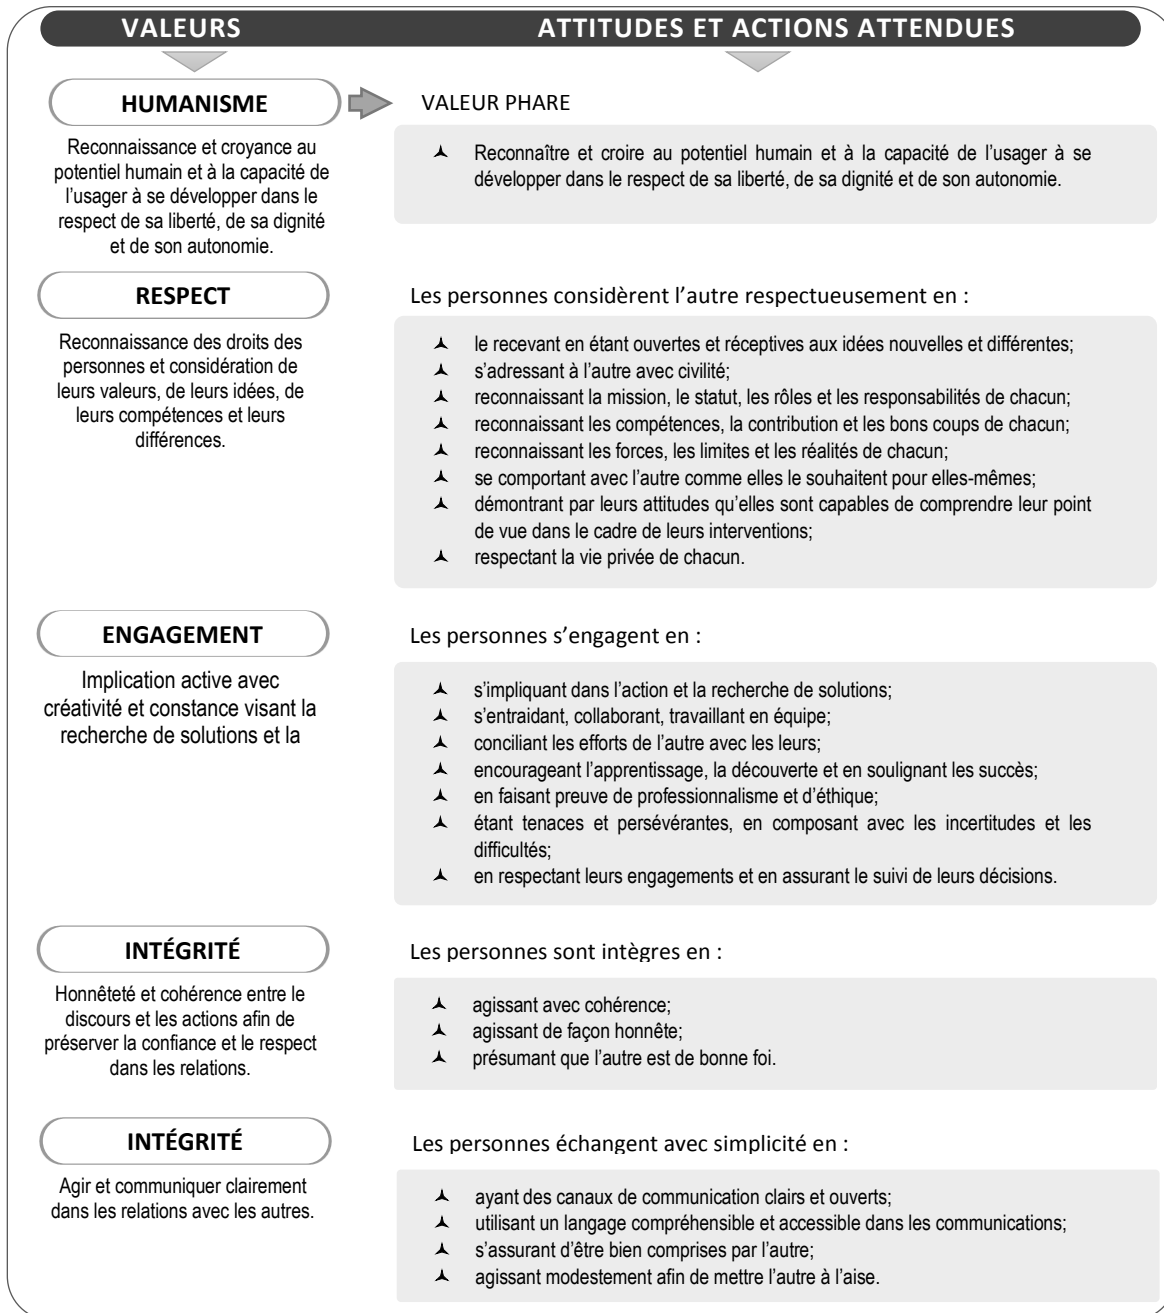 VALEURS
ATTITUDES ET ACTIONS ATTENDUES
HUMANISME
Reconnaissance et croyance au
potentiel humain et à la capacité de
l’usager à se développer dans le
respect de sa liberté, de sa dignité
et de son autonomie.
VALEUR PHARE
Reconnaître et croire au potentiel humain et à la capacité de l’usager à se
développer dans le respect de sa liberté, de sa dignité et de son autonomie.
RESPECT
Reconnaissance des droits des
personnes et considération de
leurs valeurs, de leurs idées, de
leurs compétences et leurs
différences.
Les personnes considèrent l’autre respectueusement en :
le recevant en étant ouvertes et réceptives aux idées nouvelles et différentes;
s’adressant à l’autre avec civilité;
reconnaissant la mission, le statut, les rôles et les responsabilités de chacun;
reconnaissant les compétences, la contribution et les bons coups de chacun;
reconnaissant les forces, les limites et les réalités de chacun;
se comportant avec l’autre comme elles le souhaitent pour elles-mêmes;
démontrant par leurs attitudes qu’elles sont capables de comprendre leur point
de vue dans le cadre de leurs interventions;
respectant la vie privée de chacun.
ENGAGEMENT
Implication active avec
créativité et constance visant la
recherche de solutions et la
Les personnes s’engagent en :
s’impliquant dans l’action et la recherche de solutions;
s’entraidant, collaborant, travaillant en équipe;
conciliant les efforts de l’autre avec les leurs;
encourageant l’apprentissage, la découverte et en soulignant les succès;
en faisant preuve de professionnalisme et d’éthique;
étant tenaces et persévérantes, en composant avec les incertitudes et les
difficultés;
en respectant leurs engagements et en assurant le suivi de leurs décisions.
INTÉGRITÉ
Honnêteté et cohérence entre le
discours et les actions afin de
préserver la confiance et le respect
dans les relations.
Les personnes sont intègres en :
agissant avec cohérence;
agissant de façon honnête;
présumant que l’autre est de bonne foi.
INTÉGRITÉ
Agir et communiquer clairement
dans les relations avec les autres.
Les personnes échangent avec simplicité en :
ayant des canaux de communication clairs et ouverts;
utilisant un langage compréhensible et accessible dans les communications;
s’assurant d’être bien comprises par l’autre;
agissant modestement afin de mettre l’autre à l’aise.